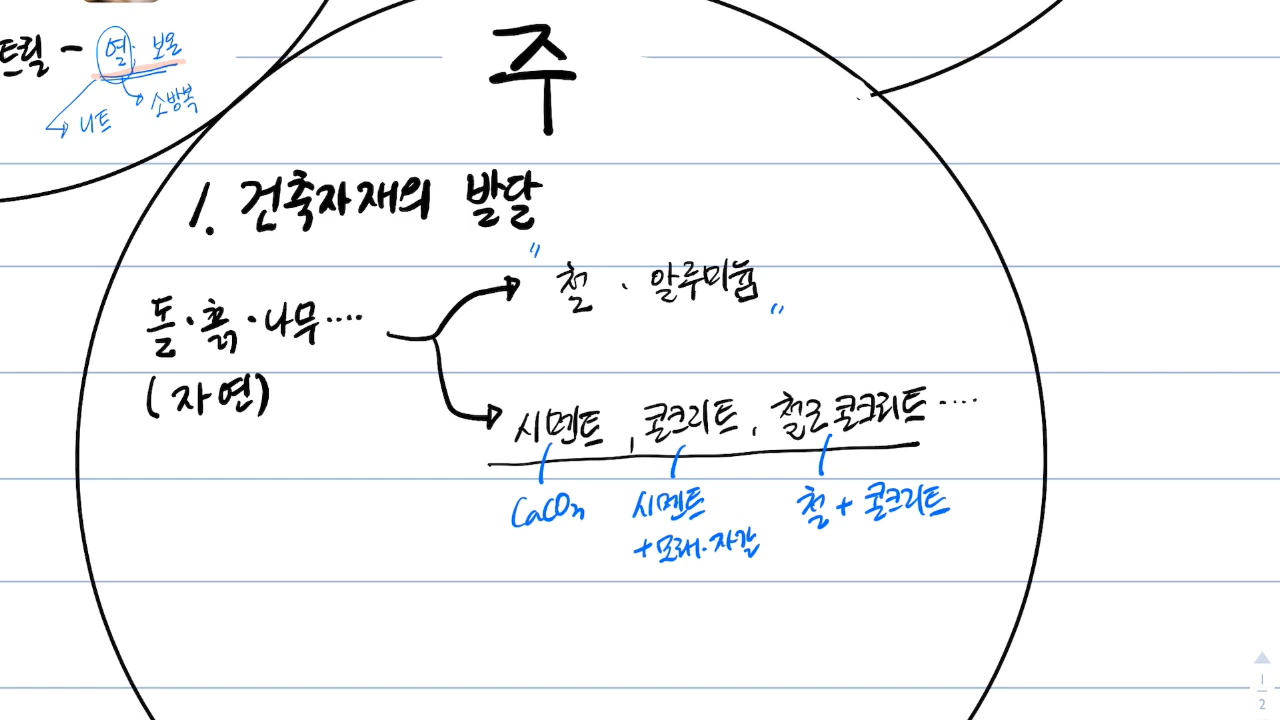 트릴 - 열, 보온
니트
소방복
주
1. 건축자재의 발달
돌·흙·나무····
(자연)
" 철 · 알루미늄 "
시멘트, 콘크리트, 철근콘크리트····
CaCO3
시멘트
+모래·자갈
철 + 콘크리트
1
2